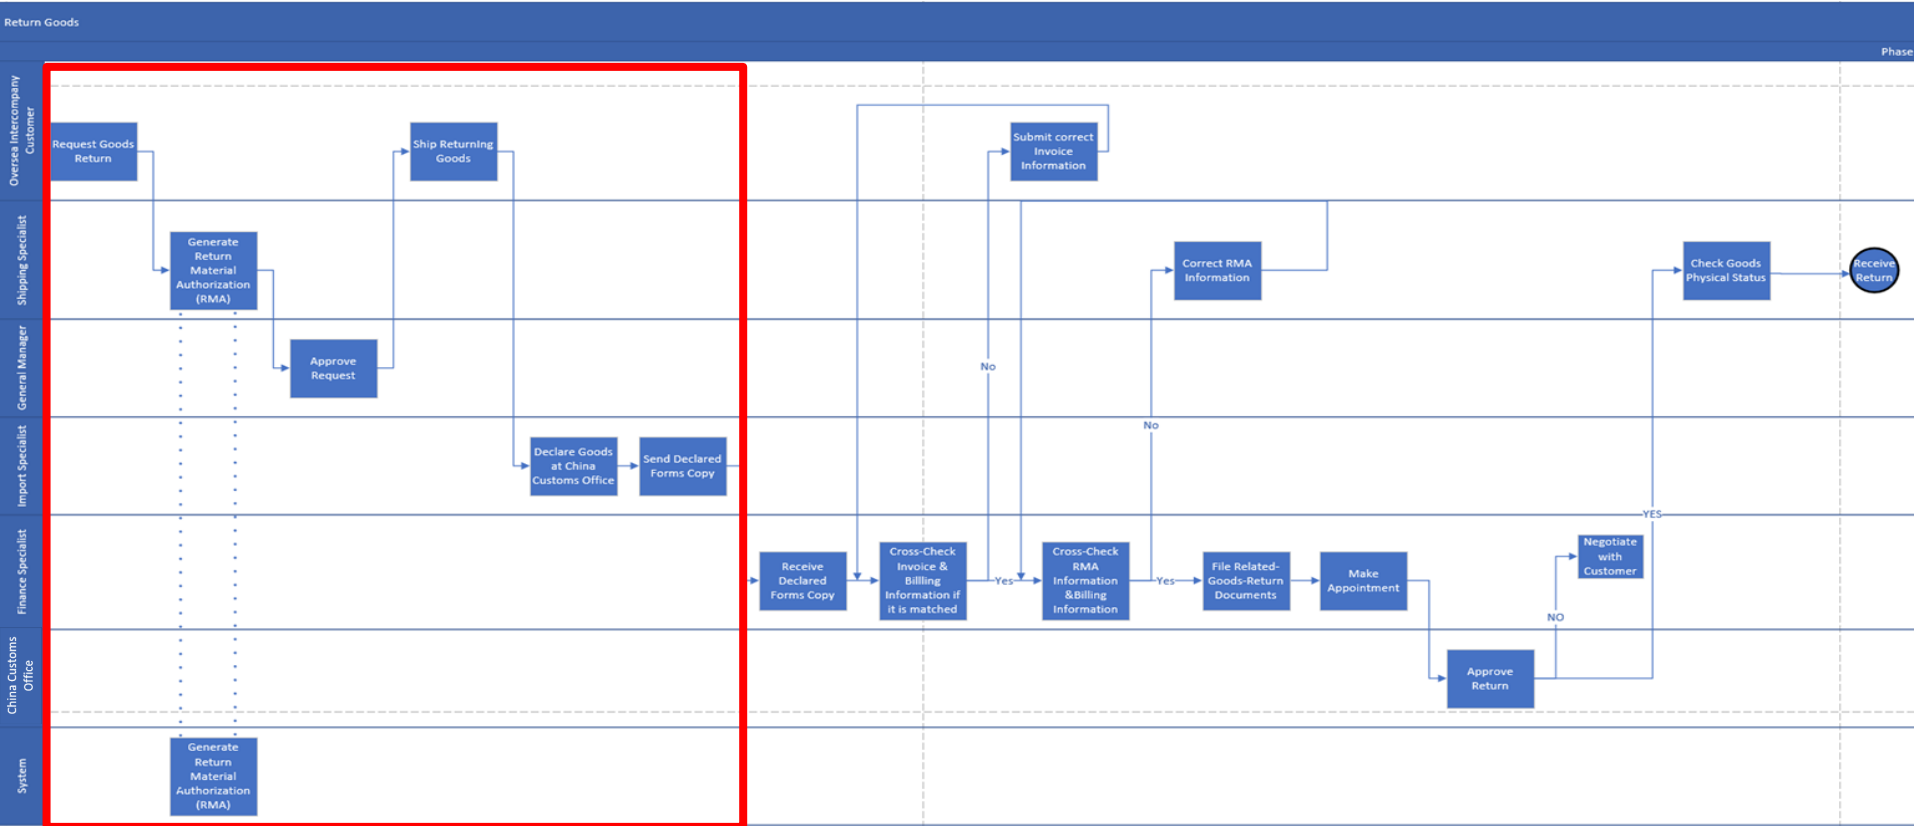 Return Goods
Phase
Oversea Intercompany
Customer
Request Goods
Return
Ship Returning
Goods
Submit correct
Invoice
Information
Shipping Specialist
Generate
Return
Material
Authorization
(RMA)
Correct RMA
Information
Check Goods
Physical Status
Receive
Return
General Manager
Approve
Request
No
Import Specialist
Declare Goods
at China
Customs Office
Send Declared
Forms Copy
No
YES
Finance Specialist
Receive
Declared
Forms Copy
Cross-Check
Invoice &
Billling
Information if
it is matched
Yes
Cross-Check
RMA
Information
&Billing
Information
Yes
File Related-
Goods-Return
Documents
Make
Appointment
Negotiate
with
Customer
NO
China Customs
Office
Approve
Return
System
Generate
Return
Material
Authorization
(RMA)